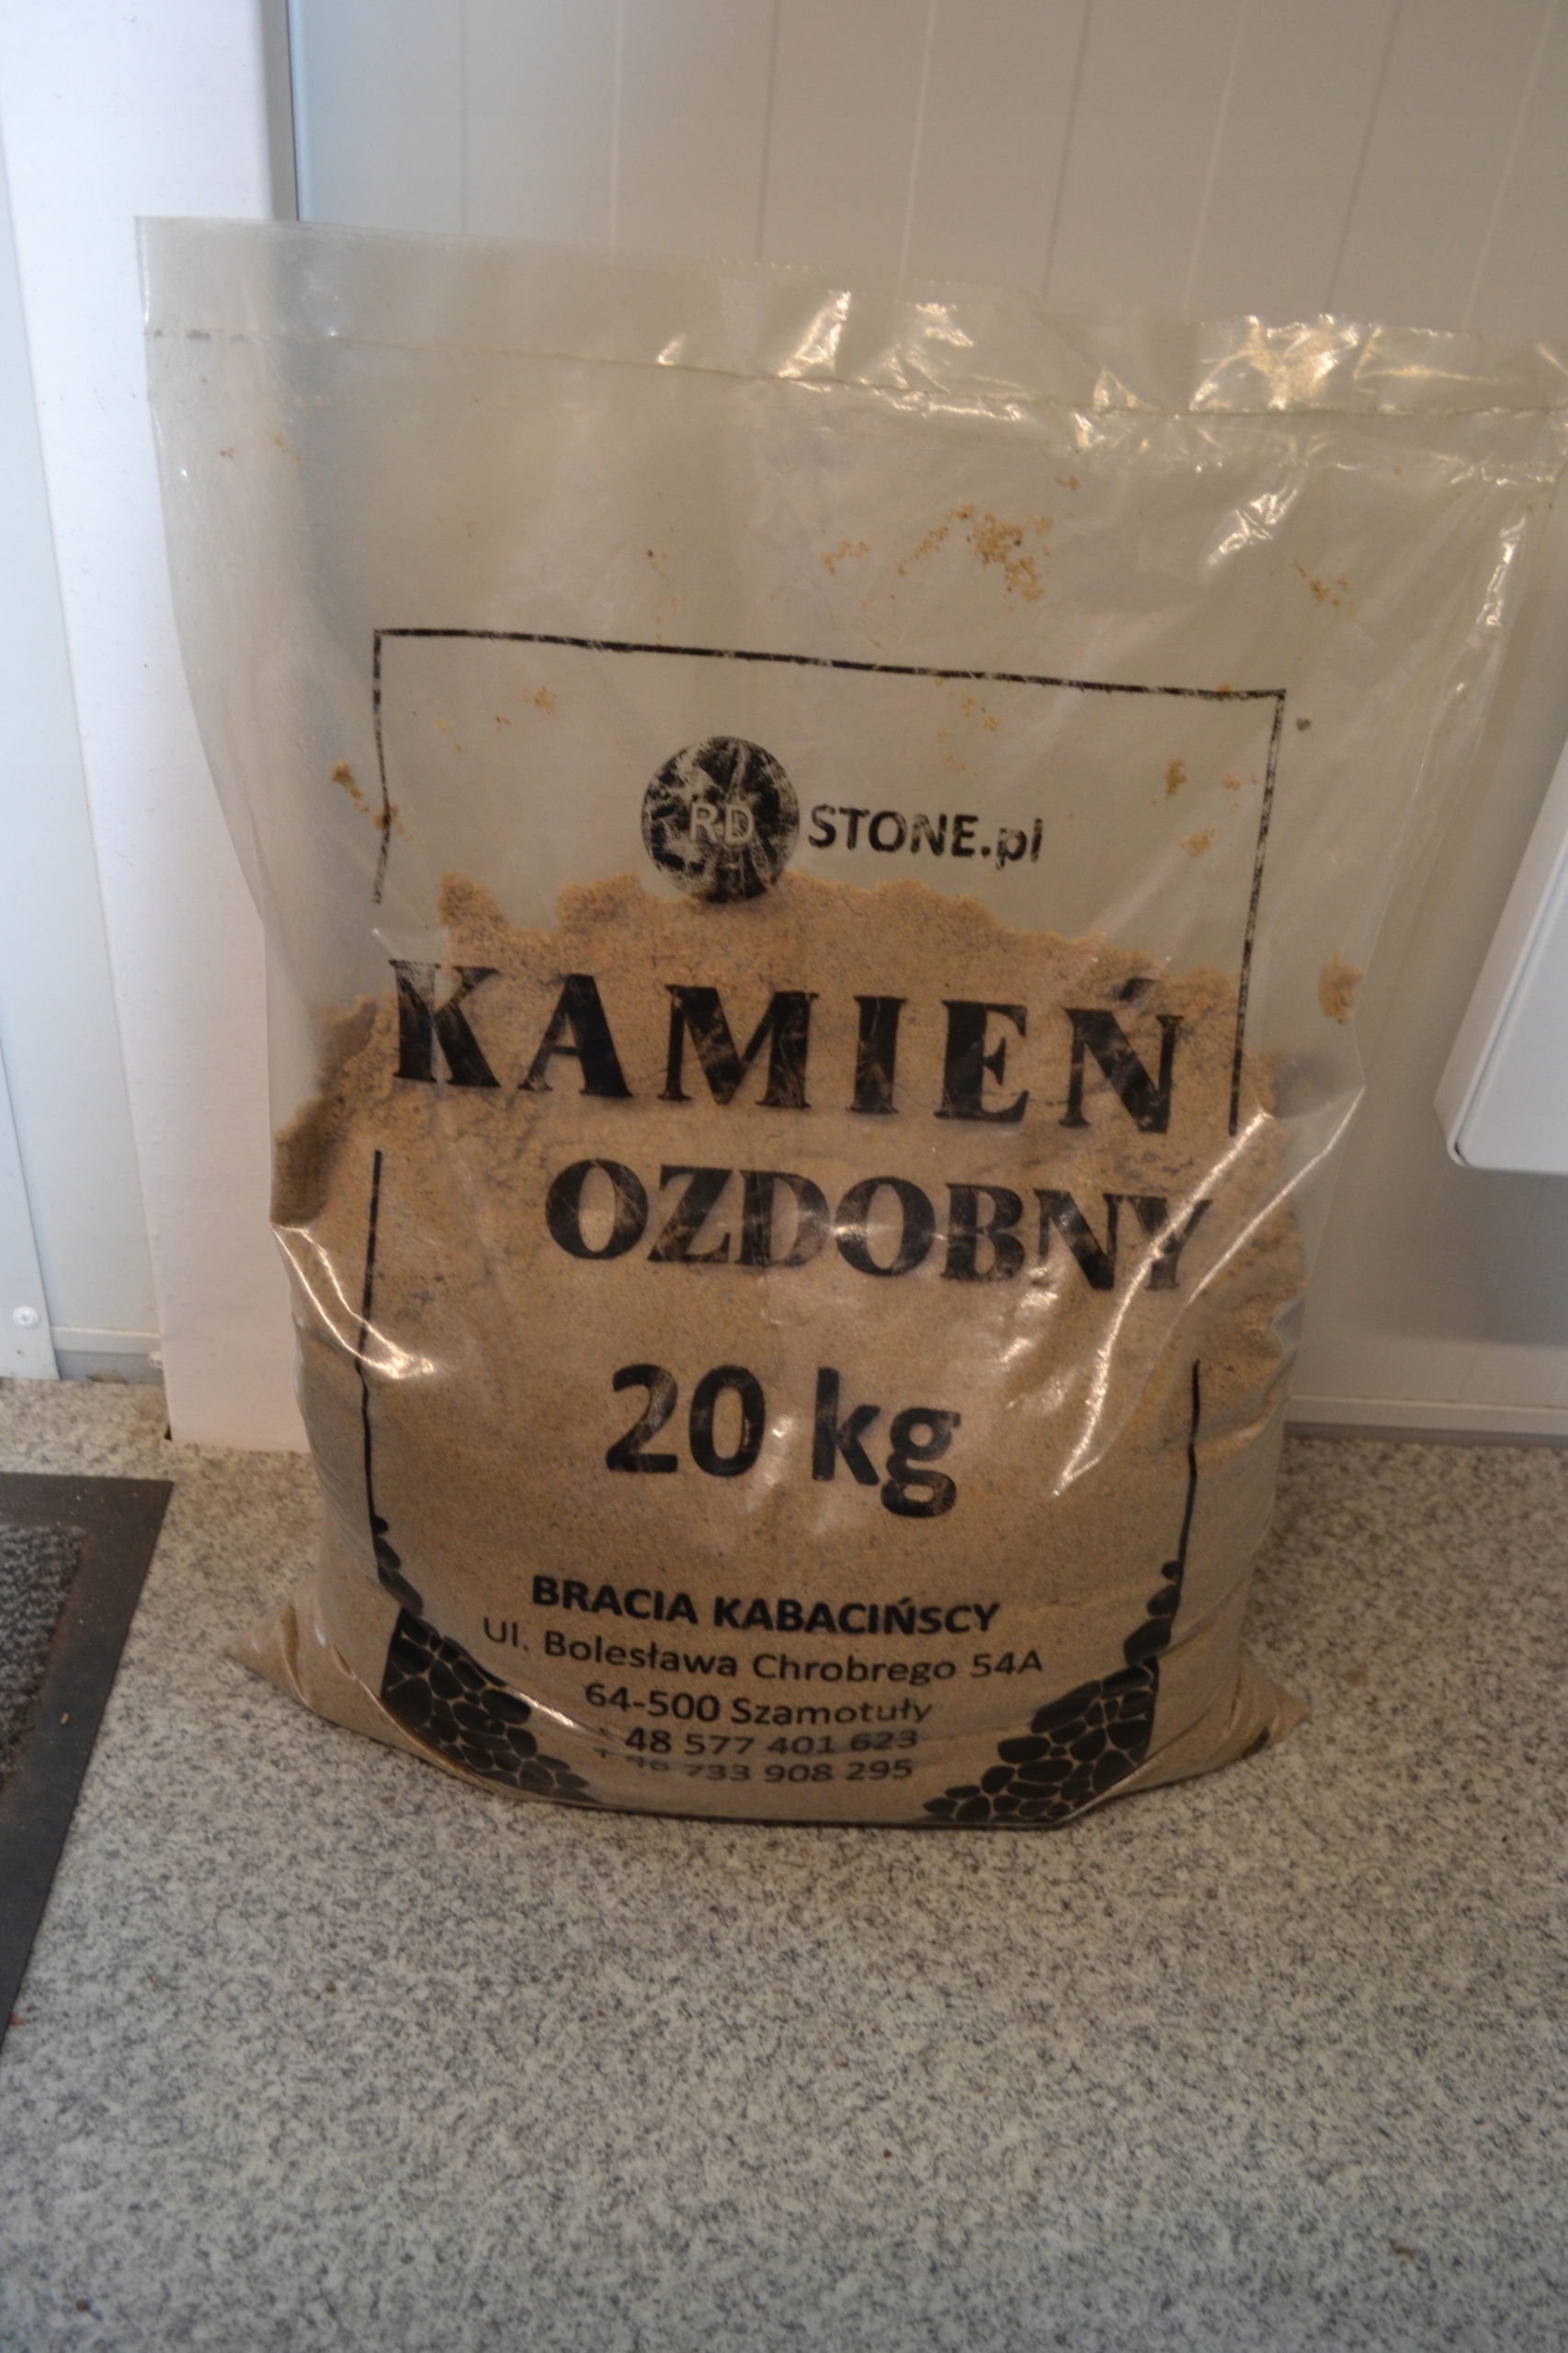 RD STONE.pl
KAMIEŃ
OZDOBNY
20 kg
BRACIA KABACIŃSCY
Ul. Bolesława Chrobrego 54A
64-500 Szamotuły
+ 48 577 401 623
+ 48 733 908 295